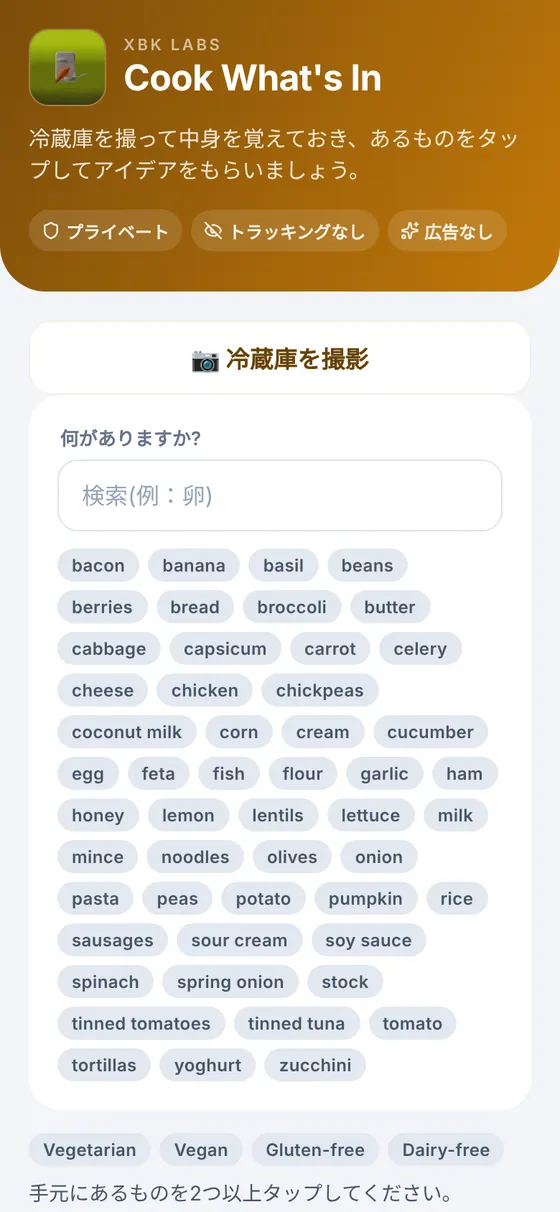 XBK LABS
Cook What's In
冷蔵庫を撮って中身を覚えておき、あるものをタッ
プしてアイデアをもらいましょう。
プライベート トラッキングなし 広告なし
冷蔵庫を撮影
何がありますか?
検索(例：卵)
bacon banana basil beans
berries bread broccoli butter
cabbage capsicum carrot celery
cheese chicken chickpeas
coconut milk corn cream cucumber
egg feta fish flour garlic ham
honey lemon lentils lettuce milk
mince noodles olives onion
pasta peas potato pumpkin rice
sausages sour cream soy sauce
spinach spring onion stock
tinned tomatoes tinned tuna tomato
tortillas yoghurt zucchini
Vegetarian Vegan Gluten-free Dairy-free
手元にあるものを2つ以上タップしてください。